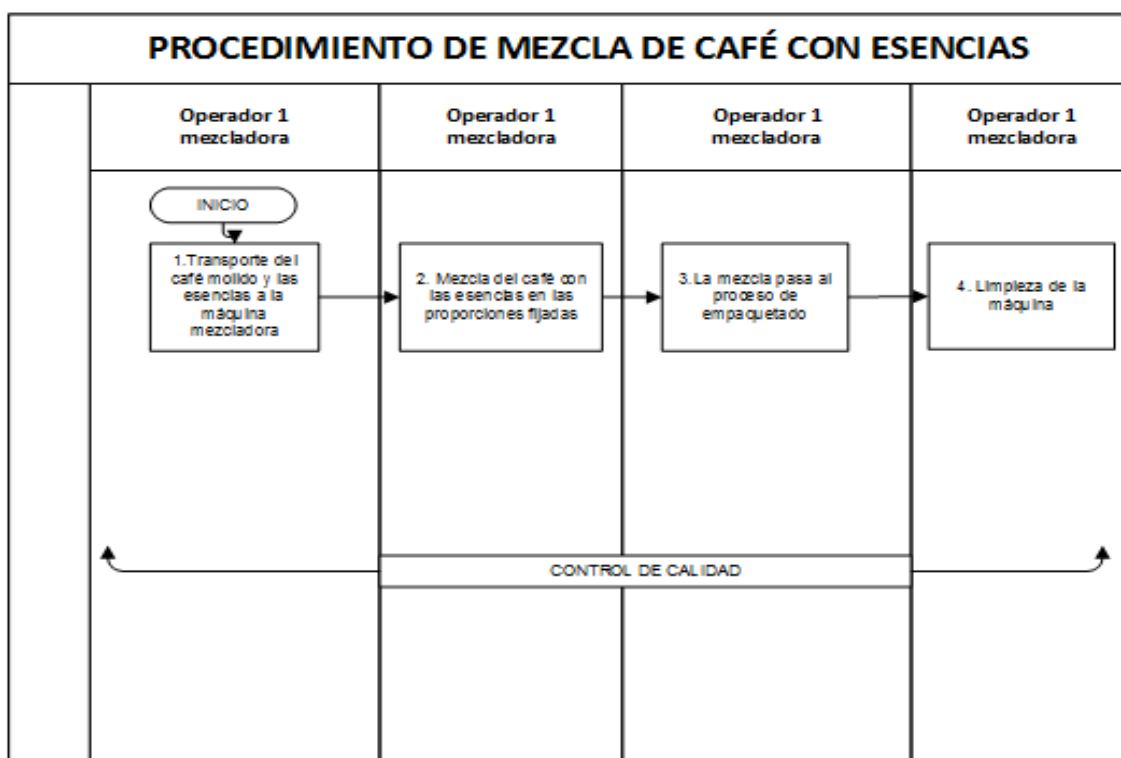 PROCEDIMIENTO DE MEZCLA DE CAFÉ CON ESENCIAS
Operador 1
mezcladora
Operador 1
mezcladora
Operador 1
mezcladora
Operador 1
mezcladora
INICIO
1.Transporte del
café molido y las
esencias a la
máquina
mezcladora
2. Mezcla del café con
las esencias en las
proporciones fijadas
3.La mezcla pasa al
proceso de
empaquetado
4. Limpieza de la
máquina
CONTROL DE CALIDAD